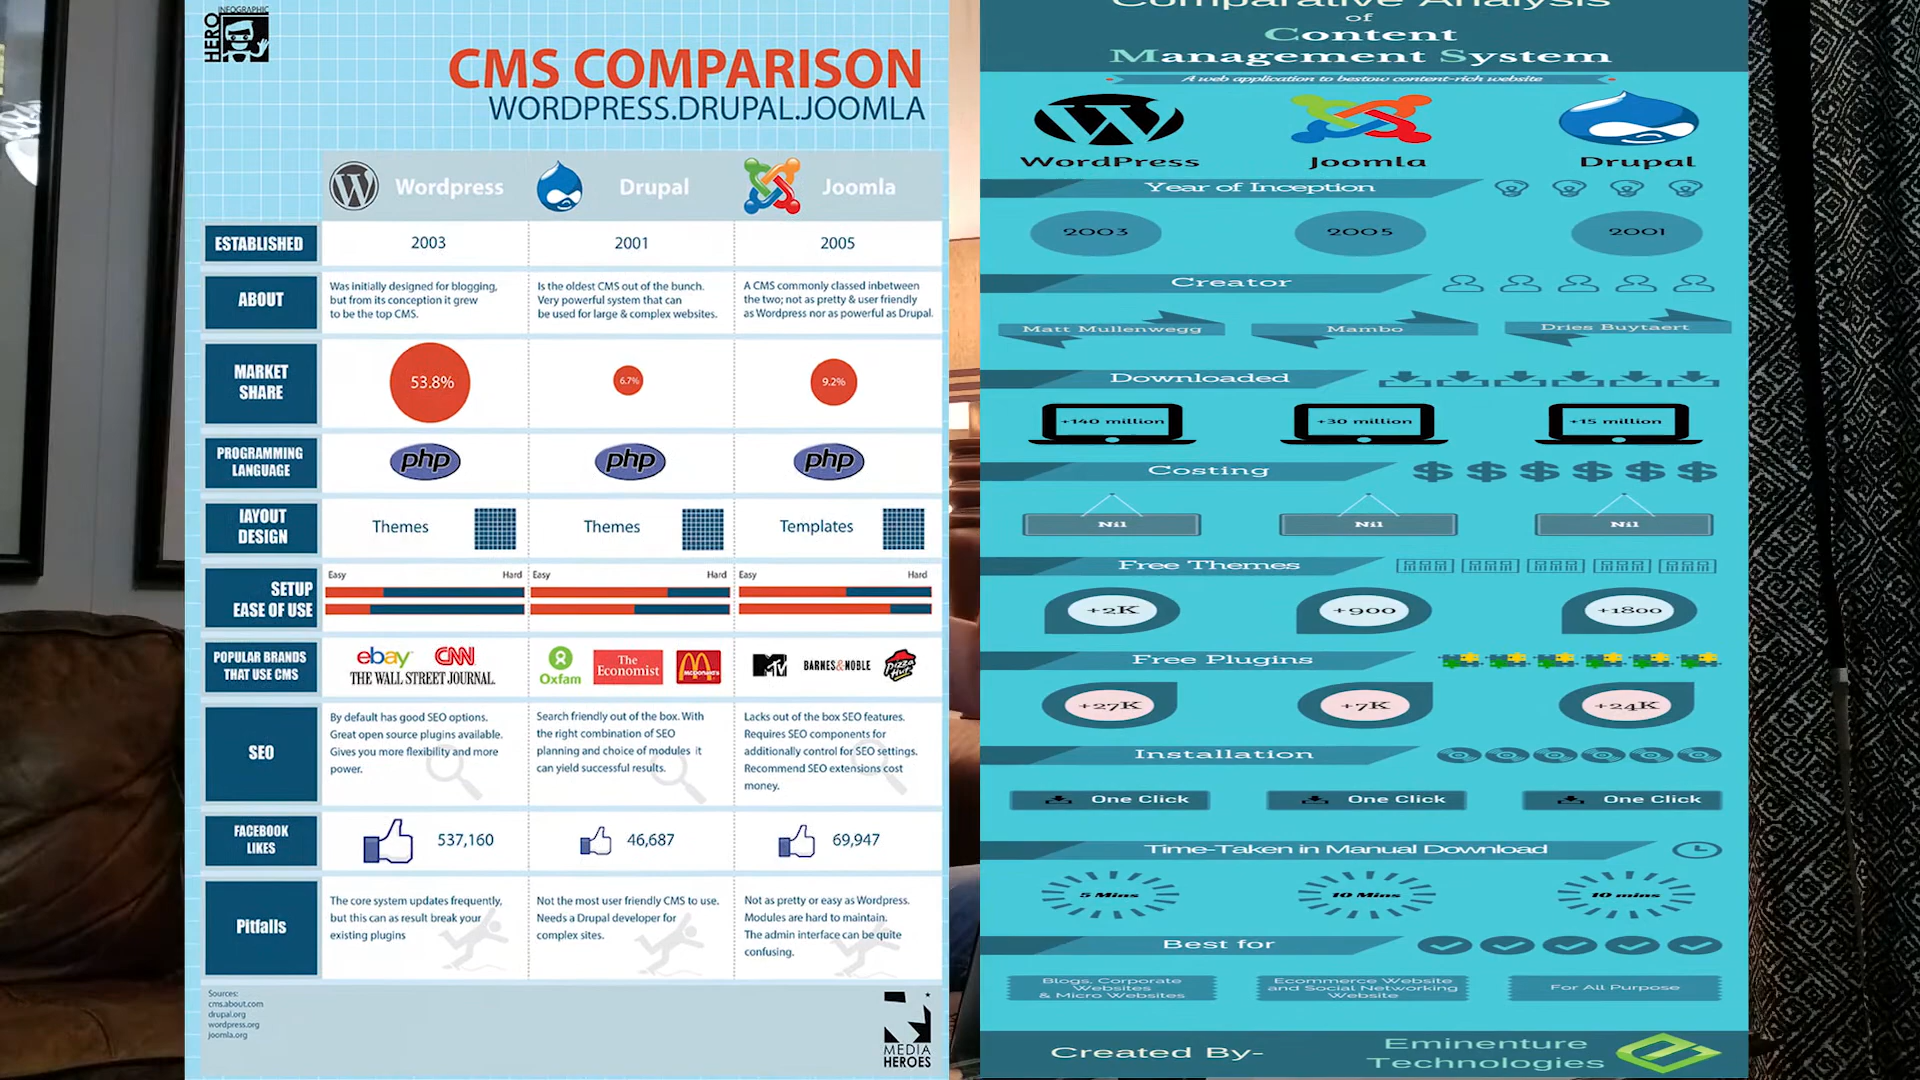 HERO
INFOGRAPHIC
CMS COMPARISON
WORDPRESS.DRUPAL.JOOMLA
Wordpress
Drupal
Joomla
ESTABLISHED
2003
2001
2005
ABOUT
Was initially designed for blogging,
but from its conception it grew
to be the top CMS.
Is the oldest CMS out of the bunch.
Very powerful system that can
be used for large & complex websites.
A CMS commonly classed inbetween
the two; not as pretty & user friendly
as Wordpress nor as powerful as Drupal.
MARKET
SHARE
53.8%
6.7%
9.2%
PROGRAMMING
LANGUAGE
php
php
php
lAYOUT
DESIGN
Themes
Themes
Templates
SETUP
EASE OF USE
Easy
Hard
Easy
Hard
Easy
Hard
POPULAR BRANDS
THAT USE CMS
ebay
CNN
THE WALL STREET JOURNAL.
Oxfam
The
Economist
McDonald's
MTV
BARNES&NOBLE
Pizza
Hut
SEO
By default has good SEO options.
Great open source plugins available.
Gives you more flexibility and more
power.
Search friendly out of the box. With
the right combination of SEO
planning and choice of modules it
can yield successful results.
Lacks out of the box SEO features.
Requires SEO components for
additionally control for SEO settings.
Recommend SEO extensions cost
money.
FACEBOOK
LIKES
537,160
46,687
69,947
Pitfalls
The core system updates frequently,
but this can as result break your
existing plugins
Not the most user friendly CMS to use.
Needs a Drupal developer for
complex sites.
Not as pretty or easy as Wordpress.
Modules are hard to maintain.
The admin interface can be quite
confusing.
Sources:
cms.about.com
drupal.org
wordpress.org
joomla.org
MEDIA
HEROES
Comparative Analysis
of
Content
Management System
A web application to bestow content-rich website
WordPress
Joomla
Drupal
Year of Inception
2003
2005
2001
Creator
Matt Mullenwegg
Mambo
Dries Buytaert
Downloaded
+140 million
+30 million
+15 million
Costing
Nil
Nil
Nil
Free Themes
+2K
+900
+1800
Free Plugins
+27K
+7K
+24K
Installation
One Click
One Click
One Click
Time-Taken in Manual Download
5 Mins
10 Mins
10 mins
Best for
Blogs, Corporate
Websites
& Micro Websites
Ecommerce Website
and Social Networking
Website
For All Purpose
Created By-
Eminenture
Technologies